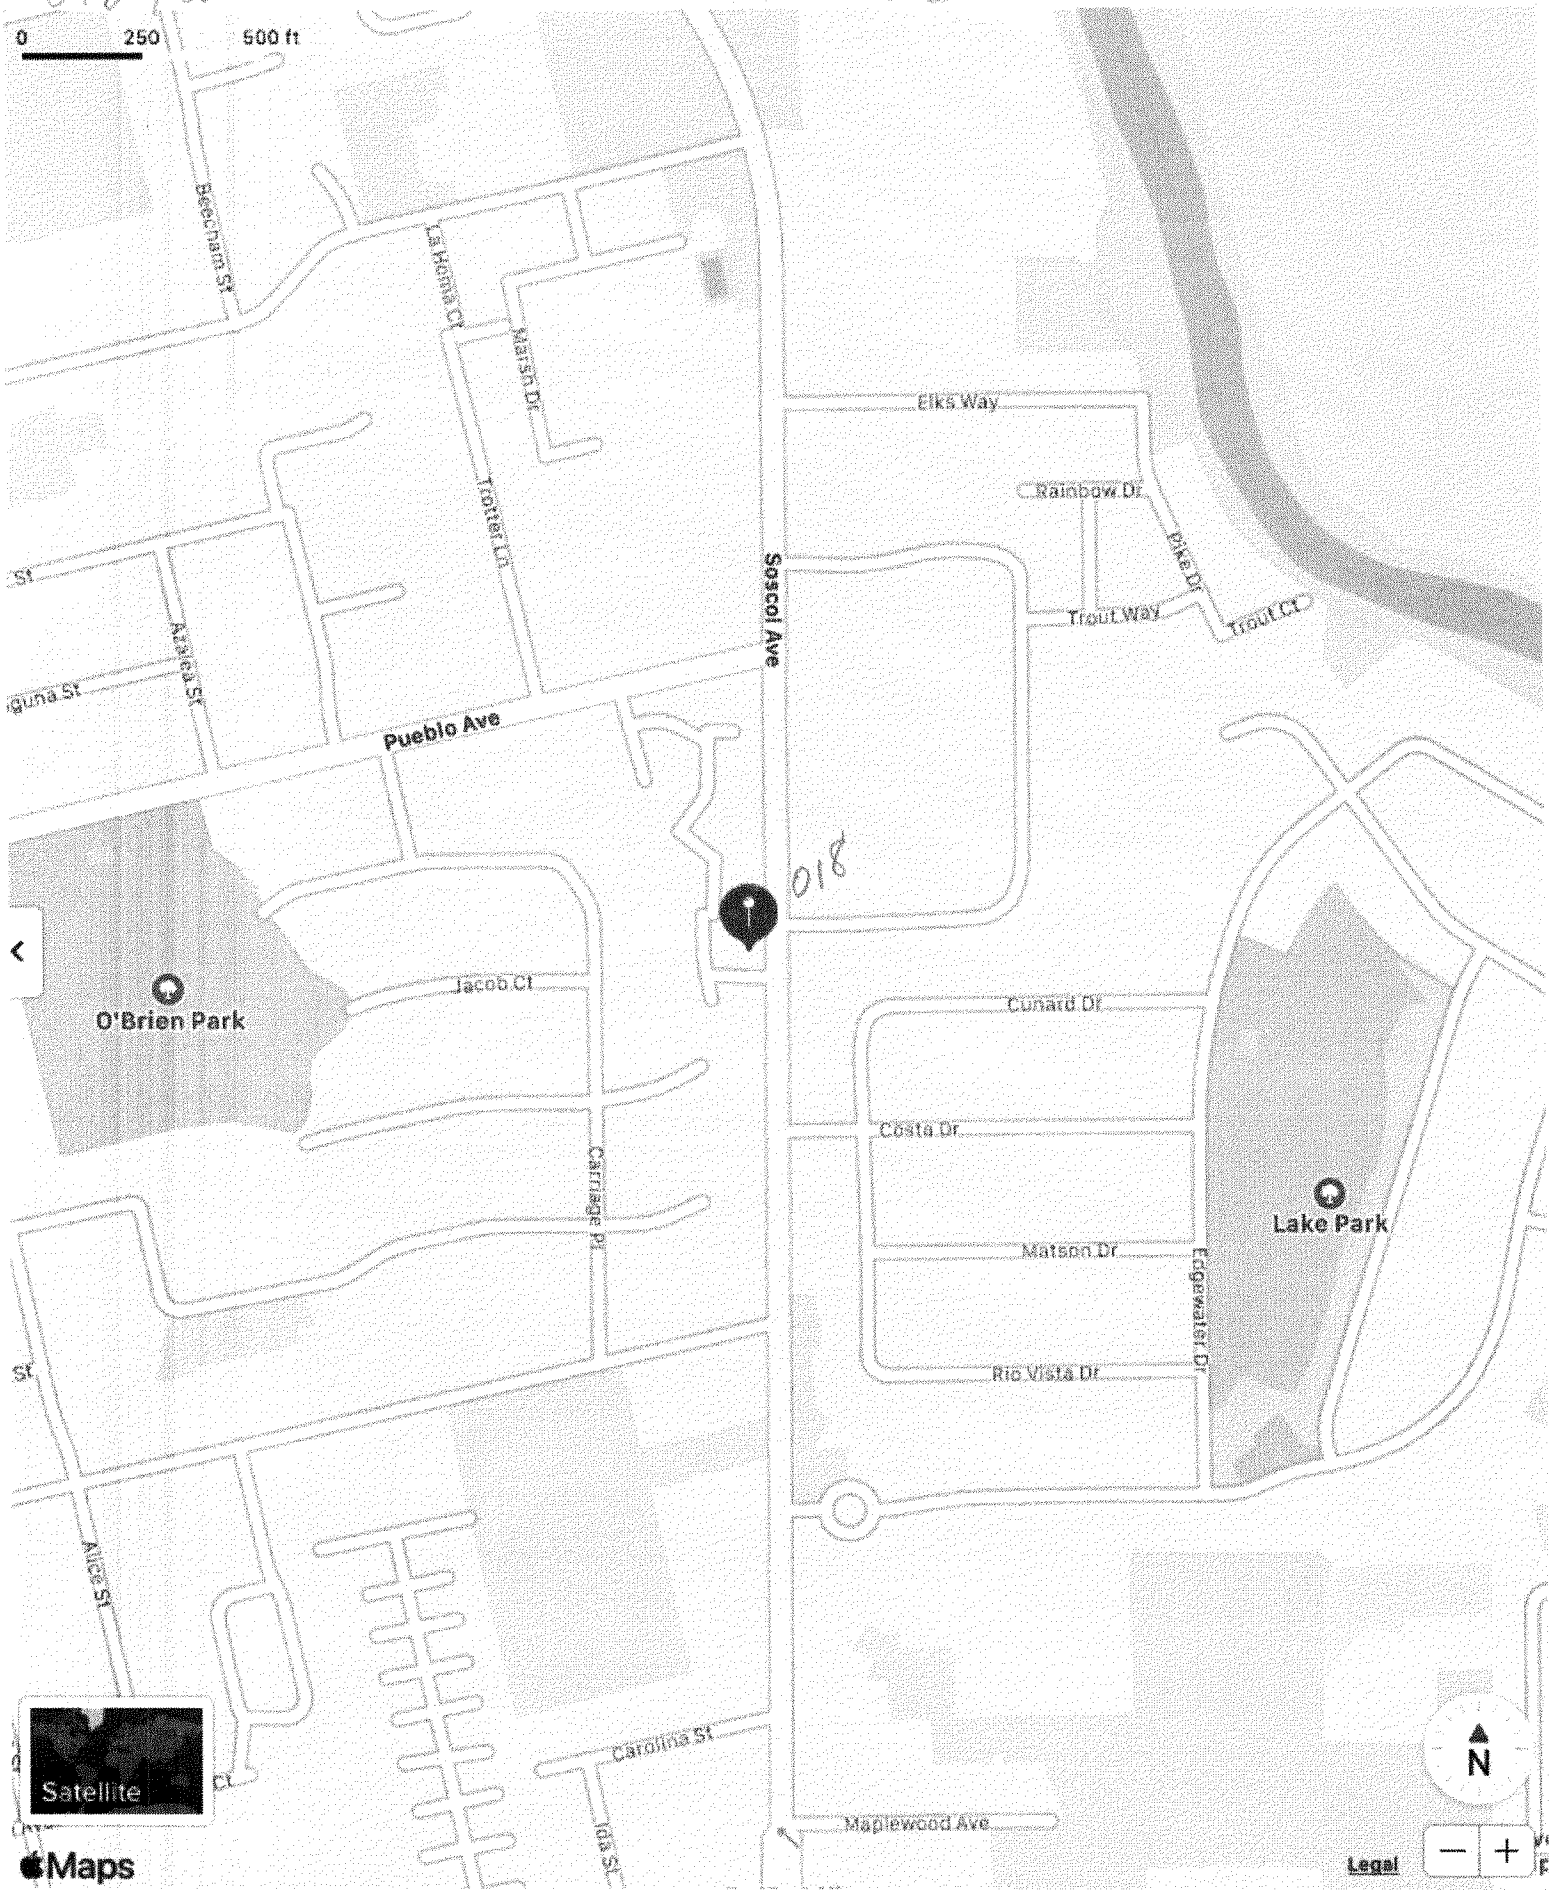 0 250 500 ft
Beecham St
La Homa Ct
Marsh Dr
Elks Way
Rainbow Dr
Trotter Ln
Pike Dr
Soscol Ave
St
Trout Way
Trout Ct
Azalea St
guna St
Pueblo Ave
018
Jacob Ct
O'Brien Park
Cunard Dr
Costa Dr
Carriage Pl
Lake Park
Matson Dr
Edgewater Dr
St
Rio Vista Dr
Alice St
Carolina St
N
Satellite
Ct
Ida St
Maplewood Ave
Maps
Legal